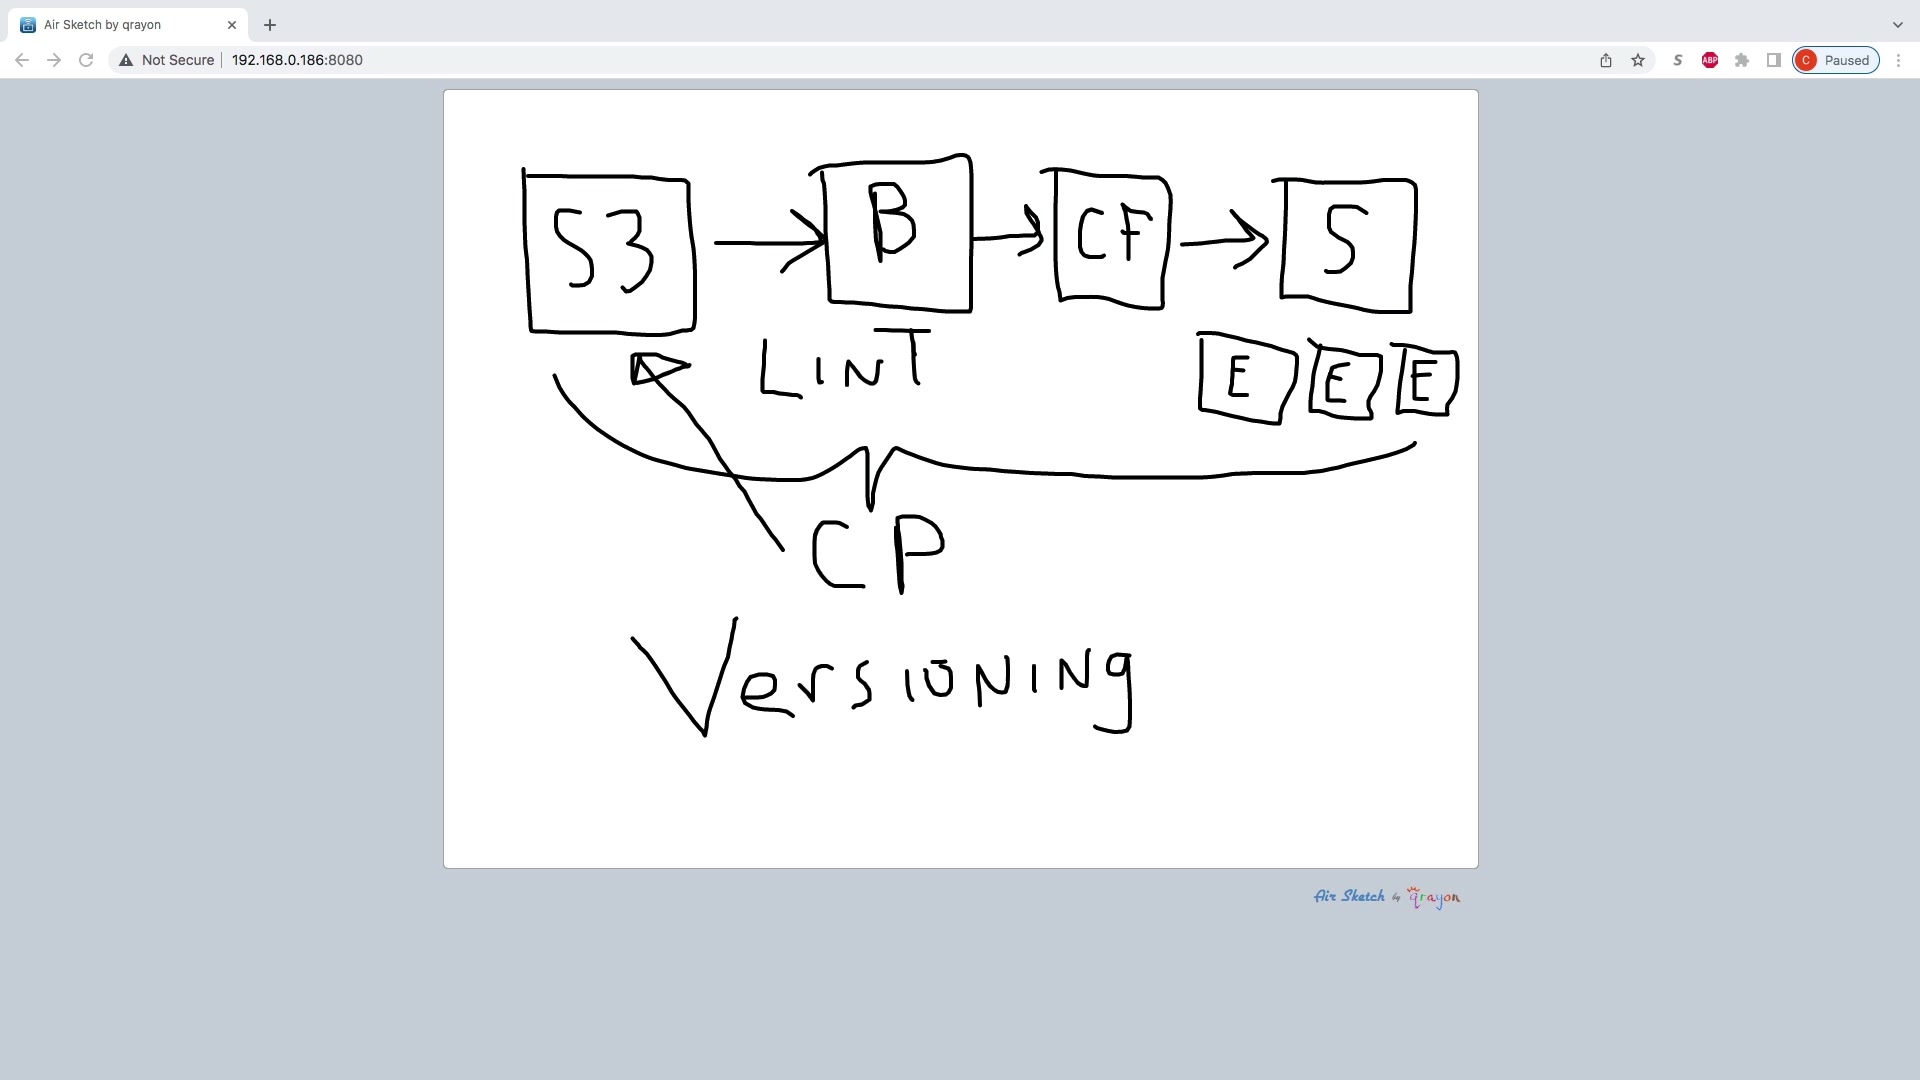 Air Sketch by qrayon
Not Secure
192.168.0.186:8080
S
ABP
C
Paused
S3
B
CF
S
LINT
E
E
E
CP
Versioning
Air Sketch by qrayon